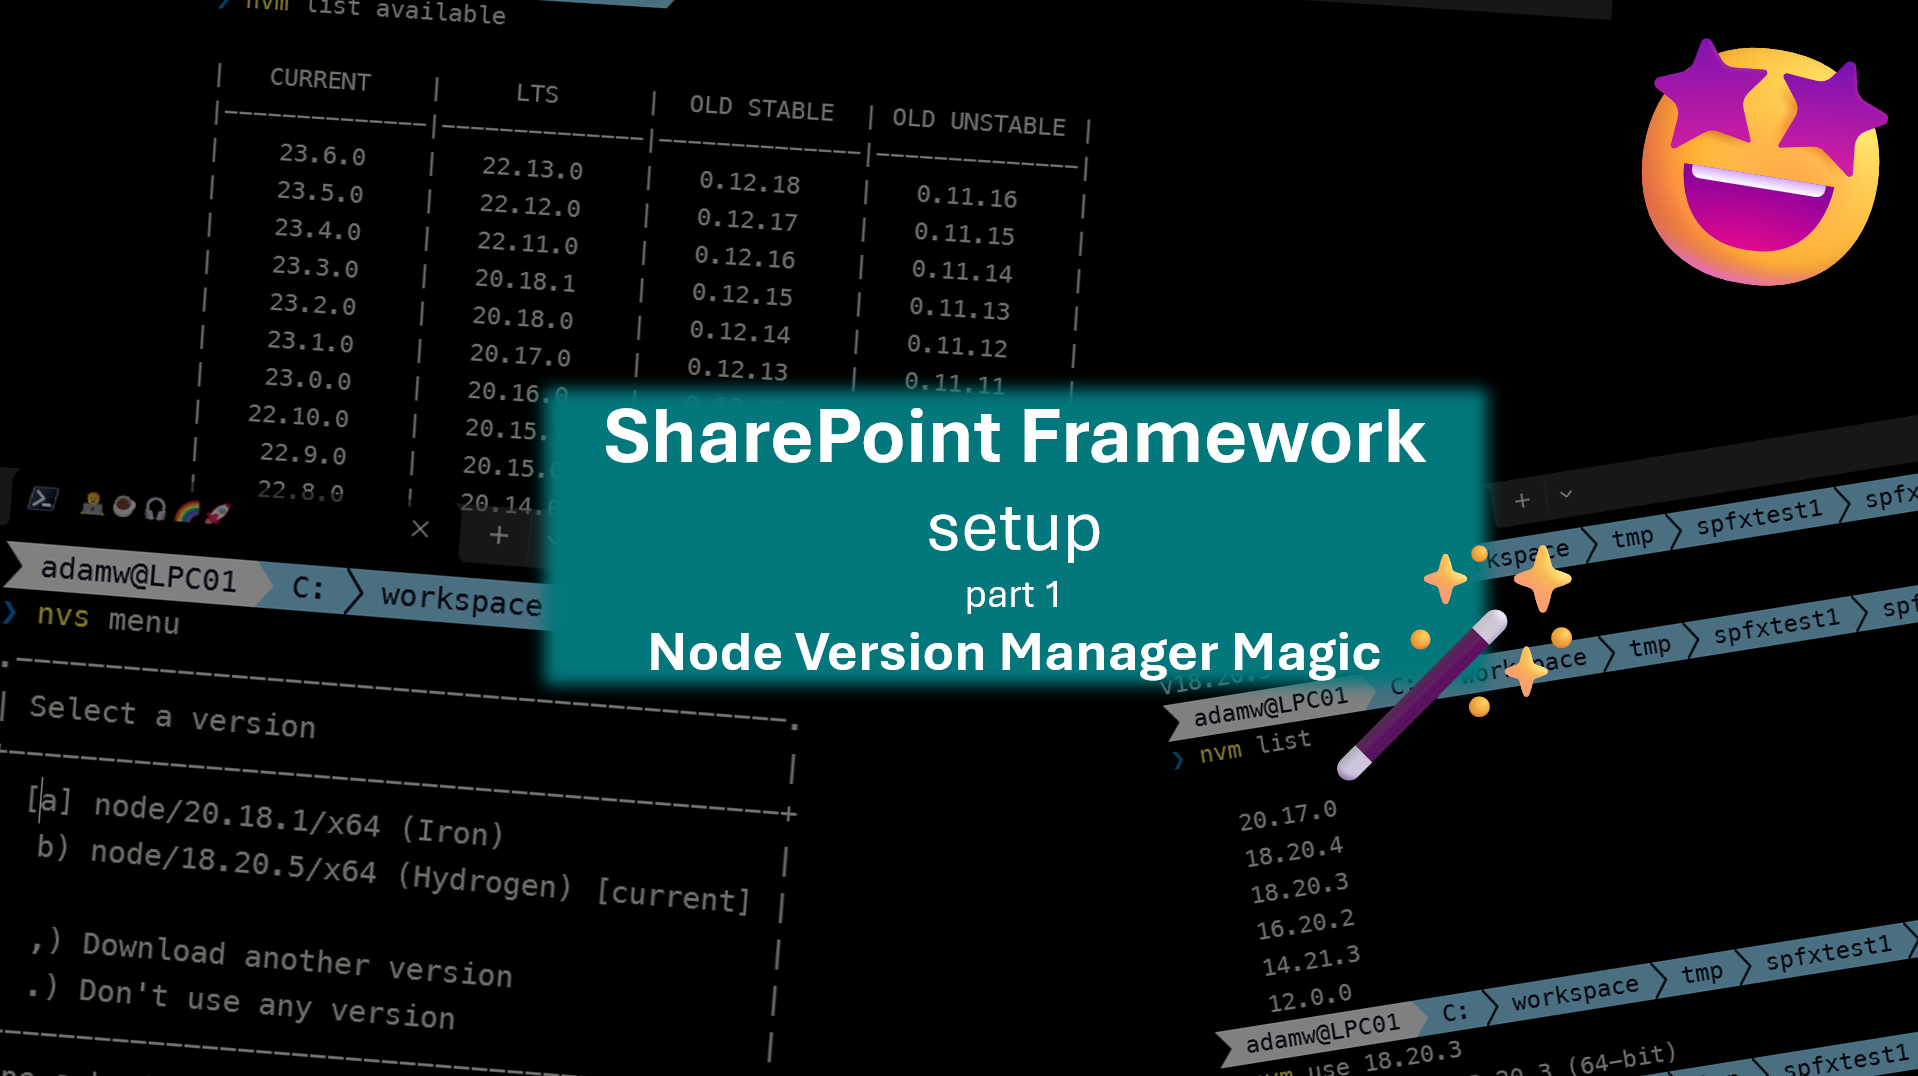 nvm list available
| CURRENT | LTS | OLD STABLE | OLD UNSTABLE |
|--------------|--------------|--------------|--------------|
| 23.6.0 | 22.13.0 | 0.12.18 | 0.11.16 |
| 23.5.0 | 22.12.0 | 0.12.17 | 0.11.15 |
| 23.4.0 | 22.11.0 | 0.12.16 | 0.11.14 |
| 23.3.0 | 20.18.1 | 0.12.15 | 0.11.13 |
| 23.2.0 | 20.18.0 | 0.12.14 | 0.11.12 |
| 23.1.0 | 20.17.0 | 0.12.13 | 0.11.11 |
| 23.0.0 | 20.16.0
| 22.10.0 | 20.15.
| 22.9.0 | 20.15.0
| 22.8.0 | 20.14.0
SharePoint Framework
setup
part 1
Node Version Manager Magic
adamw@LPC01 C: workspace
❯ nvs menu
| Select a version |
[a] node/20.18.1/x64 (Iron) |
b) node/18.20.5/x64 (Hydrogen) [current] |
,) Download another version |
.) Don't use any version |
kspace tmp spfxtest1 spfx
v18.20.
adamw@LPC01 C: workspace tmp spfxtest1 spf
❯ nvm list
20.17.0
18.20.4
18.20.3
16.20.2
14.21.3
12.0.0
adamw@LPC01 C: workspace tmp spfxtest1
nvm use 18.20.3
20.3 (64-bit)
spfxtest1